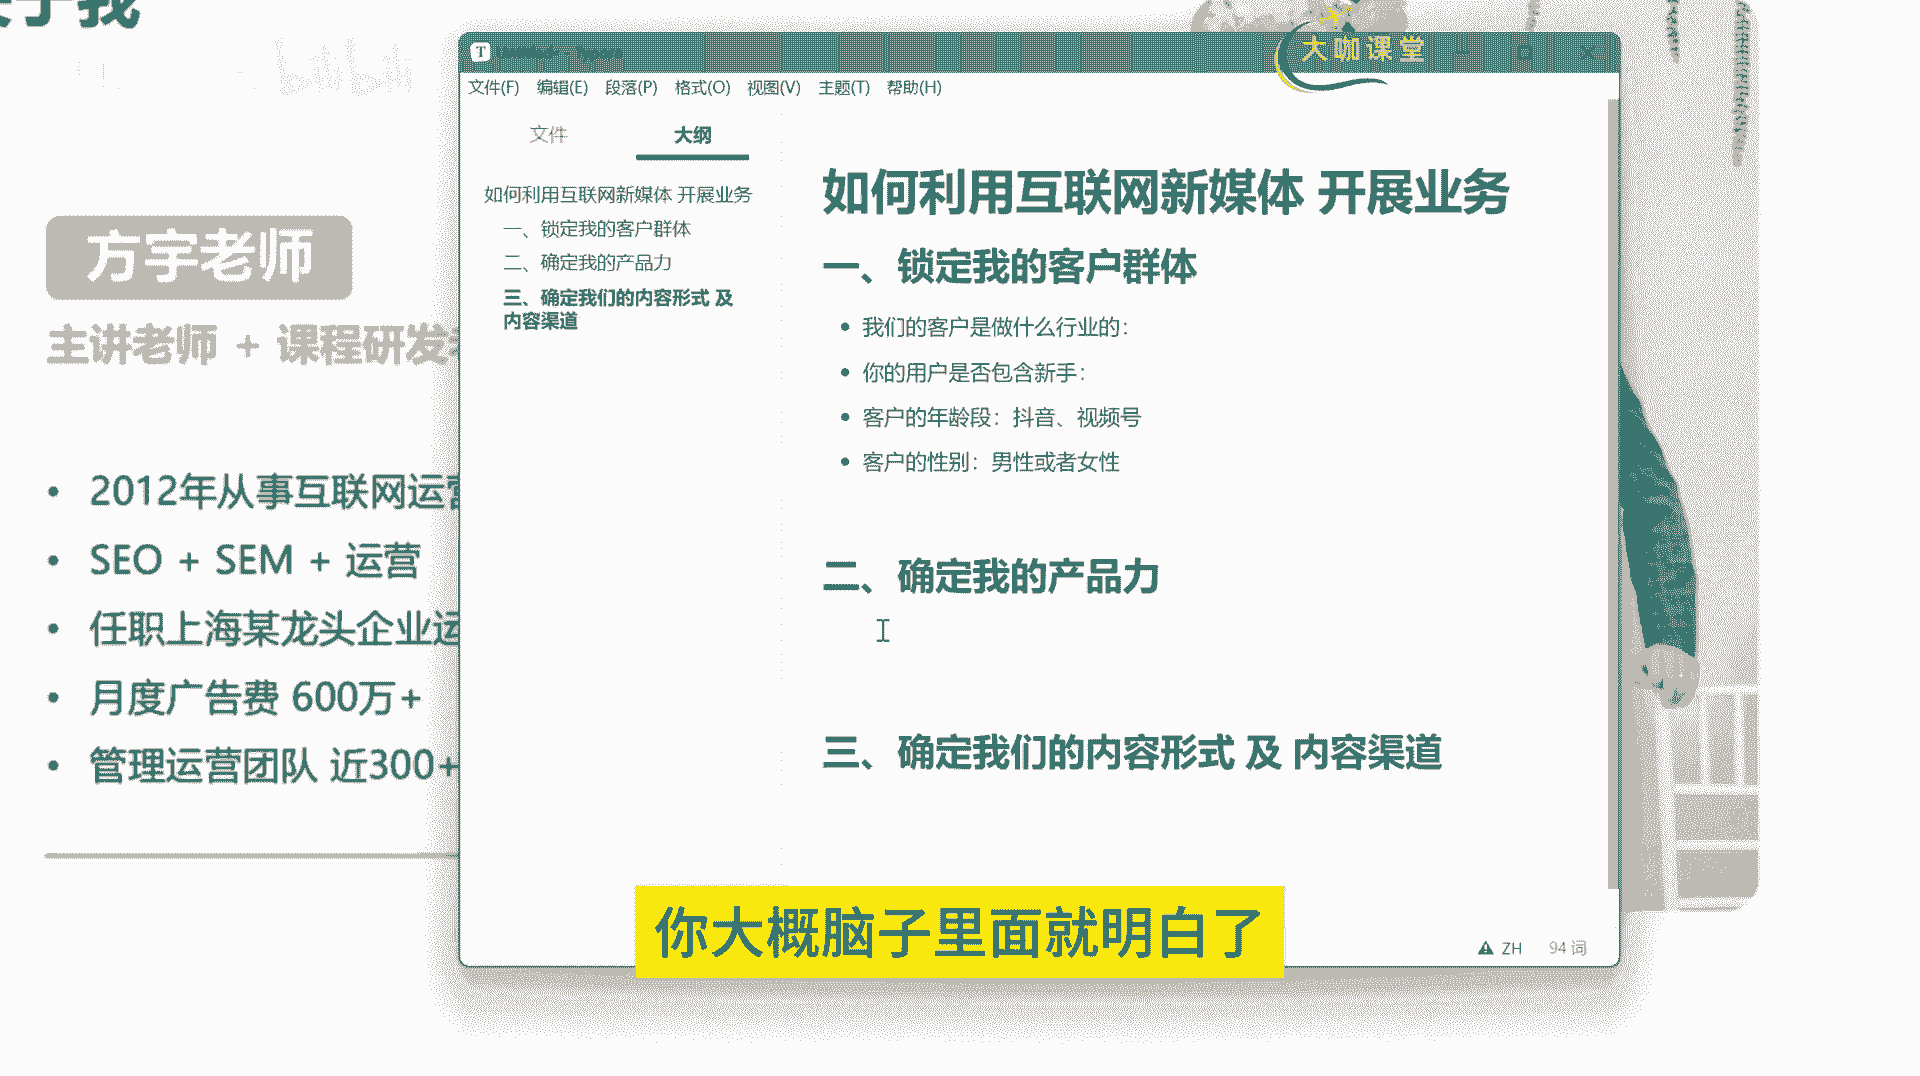 关于我
bilibili
方宇老师
主讲老师 + 课程研发
2012年从事互联网运营
SEO + SEM + 运营
任职上海某龙头企业运
月度广告费 600万+
管理运营团队 近300+
大咖课堂
文件(F) 编辑(E) 段落(P) 格式(O) 视图(V) 主题(T) 帮助(H)
文件 大纲
如何利用互联网新媒体 开展业务
一、锁定我的客户群体
二、确定我的产品力
三、确定我们的内容形式 及
内容渠道
如何利用互联网新媒体 开展业务
一、锁定我的客户群体
我们的客户是做什么行业的:
你的用户是否包含新手:
客户的年龄段: 抖音、视频号
客户的性别: 男性或者女性
二、确定我的产品力
三、确定我们的内容形式 及 内容渠道
ZH 94 词
你大概脑子里面就明白了